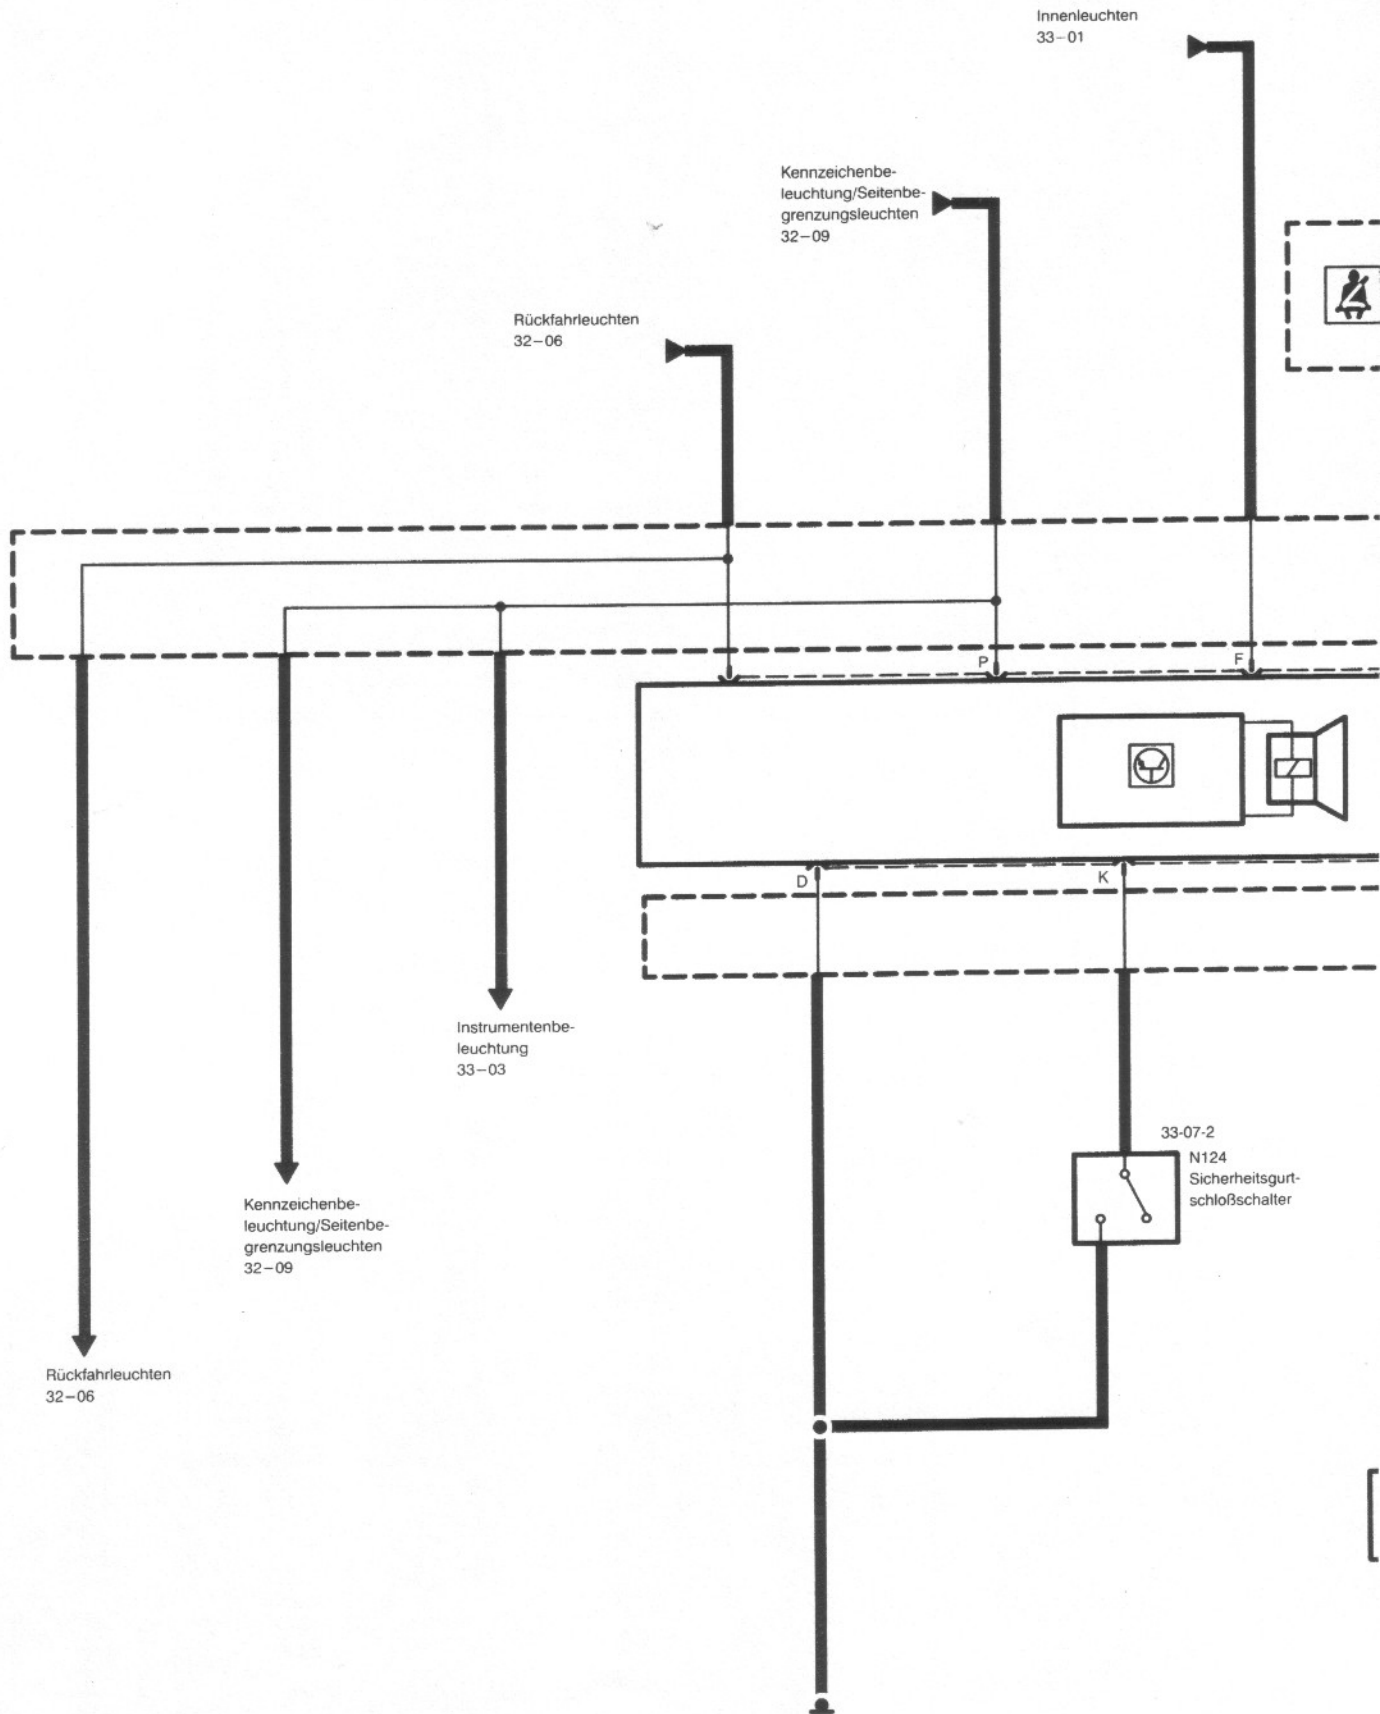 Innenleuchten
33–01
Kennzeichenbe-
leuchtung/Seitenbe-
grenzungsleuchten
32–09
Rückfahrleuchten
32–06
P
F
D
K
Instrumentenbe-
leuchtung
33–03
33-07-2
N124
Sicherheitsgurt-
schloßschalter
Kennzeichenbe-
leuchtung/Seitenbe-
grenzungsleuchten
32–09
Rückfahrleuchten
32–06